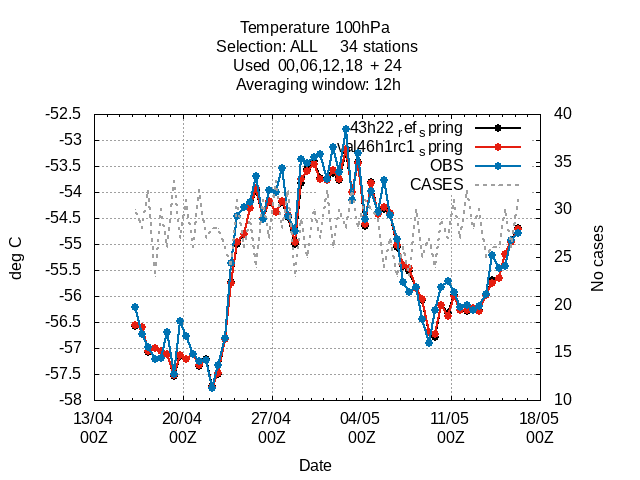 Temperature 100hPa
Selection: ALL 34 stations
Used 00,06,12,18 + 24
Averaging window: 12h
43h22 ref spring
val46h1rc1 spring
OBS
CASES
-52.5
-53
-53.5
-54
-54.5
-55
-55.5
-56
-56.5
-57
-57.5
-58
deg C
40
35
30
25
20
15
10
No cases
13/04 20/04 27/04 04/05 11/05 18/05
00Z 00Z 00Z 00Z 00Z 00Z
Date